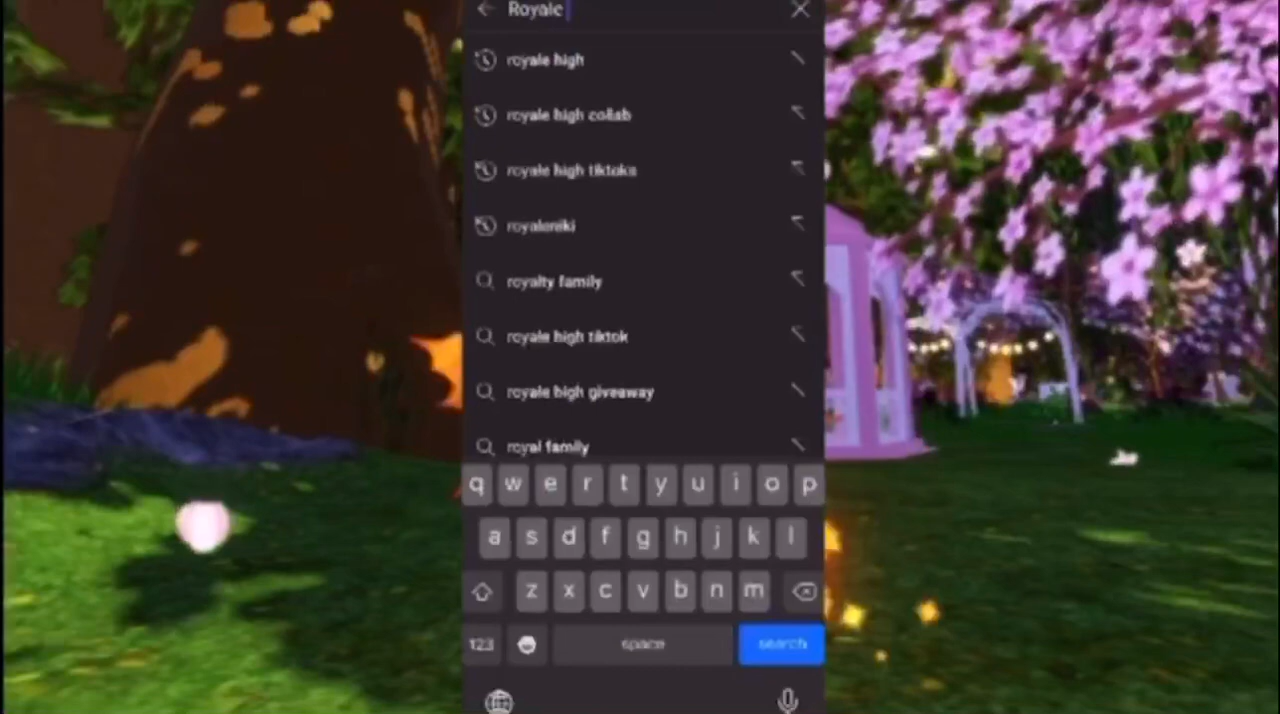 Royale
royale high
royale high collab
royale high tiktoks
royaleniki
royalty family
royale high tiktok
royale high giveaway
royal family
q w e r t y u i o p
a s d f g h j k l
z x c v b n m
123 space search